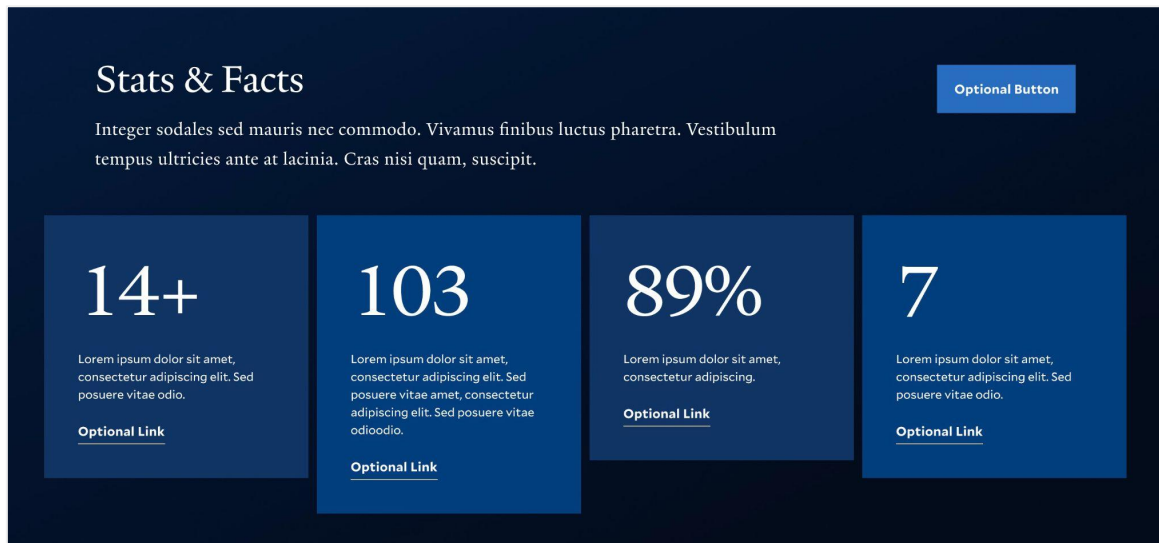 Stats & Facts
Optional Button
Integer sodales sed mauris nec commodo. Vivamus finibus luctus pharetra. Vestibulum
tempus ultricies ante at lacinia. Cras nisi quam, suscipit.
14+
Lorem ipsum dolor sit amet,
consectetur adipiscing elit. Sed
posuere vitae odio.
Optional Link
103
Lorem ipsum dolor sit amet,
consectetur adipiscing elit. Sed
posuere vitae amet, consectetur
adipiscing elit. Sed posuere vitae
odioodio.
Optional Link
89%
Lorem ipsum dolor sit amet,
consectetur adipiscing.
Optional Link
7
Lorem ipsum dolor sit amet,
consectetur adipiscing elit. Sed
posuere vitae odio.
Optional Link